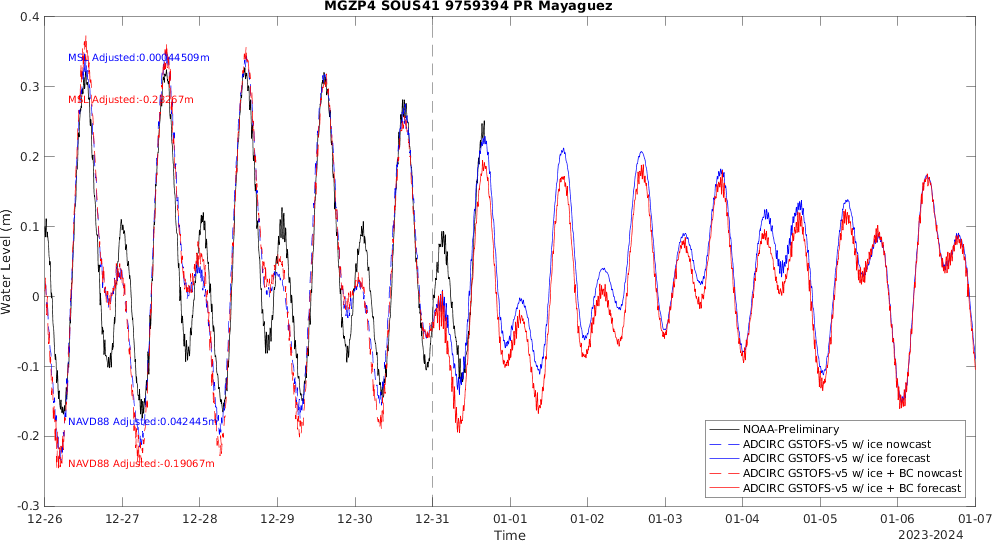 MGZP4 SOUS41 9759394 PR Mayaguez
0.4
0.3
0.2
0.1
0
-0.1
-0.2
-0.3
Water Level (m)
MSL Adjusted:0.00044509m
MSL Adjusted:-0.23267m
NAVD88 Adjusted:0.042445m
NAVD88 Adjusted:-0.19067m
NOAA-Preliminary
ADCIRC GSTOFS-v5 w/ ice nowcast
ADCIRC GSTOFS-v5 w/ ice forecast
ADCIRC GSTOFS-v5 w/ ice + BC nowcast
ADCIRC GSTOFS-v5 w/ ice + BC forecast
12-26 12-27 12-28 12-29 12-30 12-31 01-01 01-02 01-03 01-04 01-05 01-06 01-07
Time
2023-2024